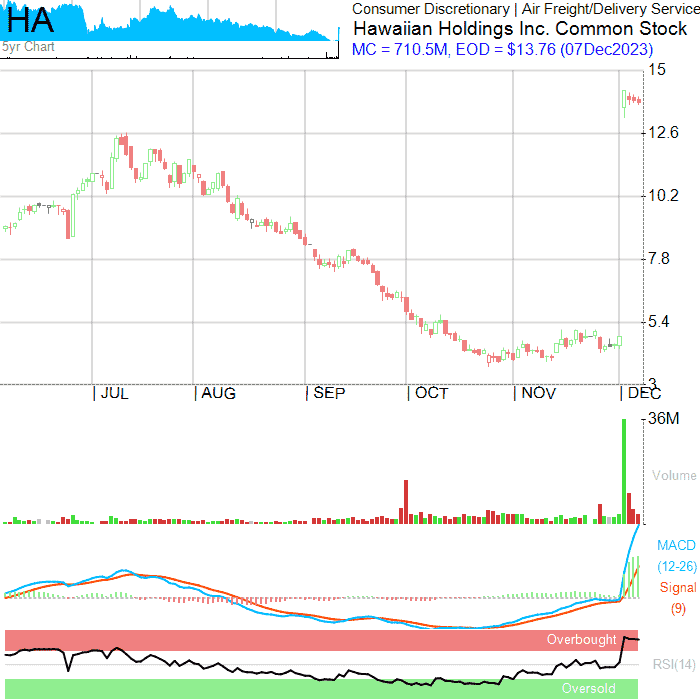 HA
5yr Chart
Consumer Discretionary | Air Freight/Delivery Service
Hawaiian Holdings Inc. Common Stock
MC = 710.5M, EOD = $13.76 (07Dec2023)
15
12.6
10.2
7.8
5.4
3
JUL AUG SEP OCT NOV DEC
36M
Volume
MACD
(12-26)
Signal
(9)
Overbought
RSI(14)
Oversold